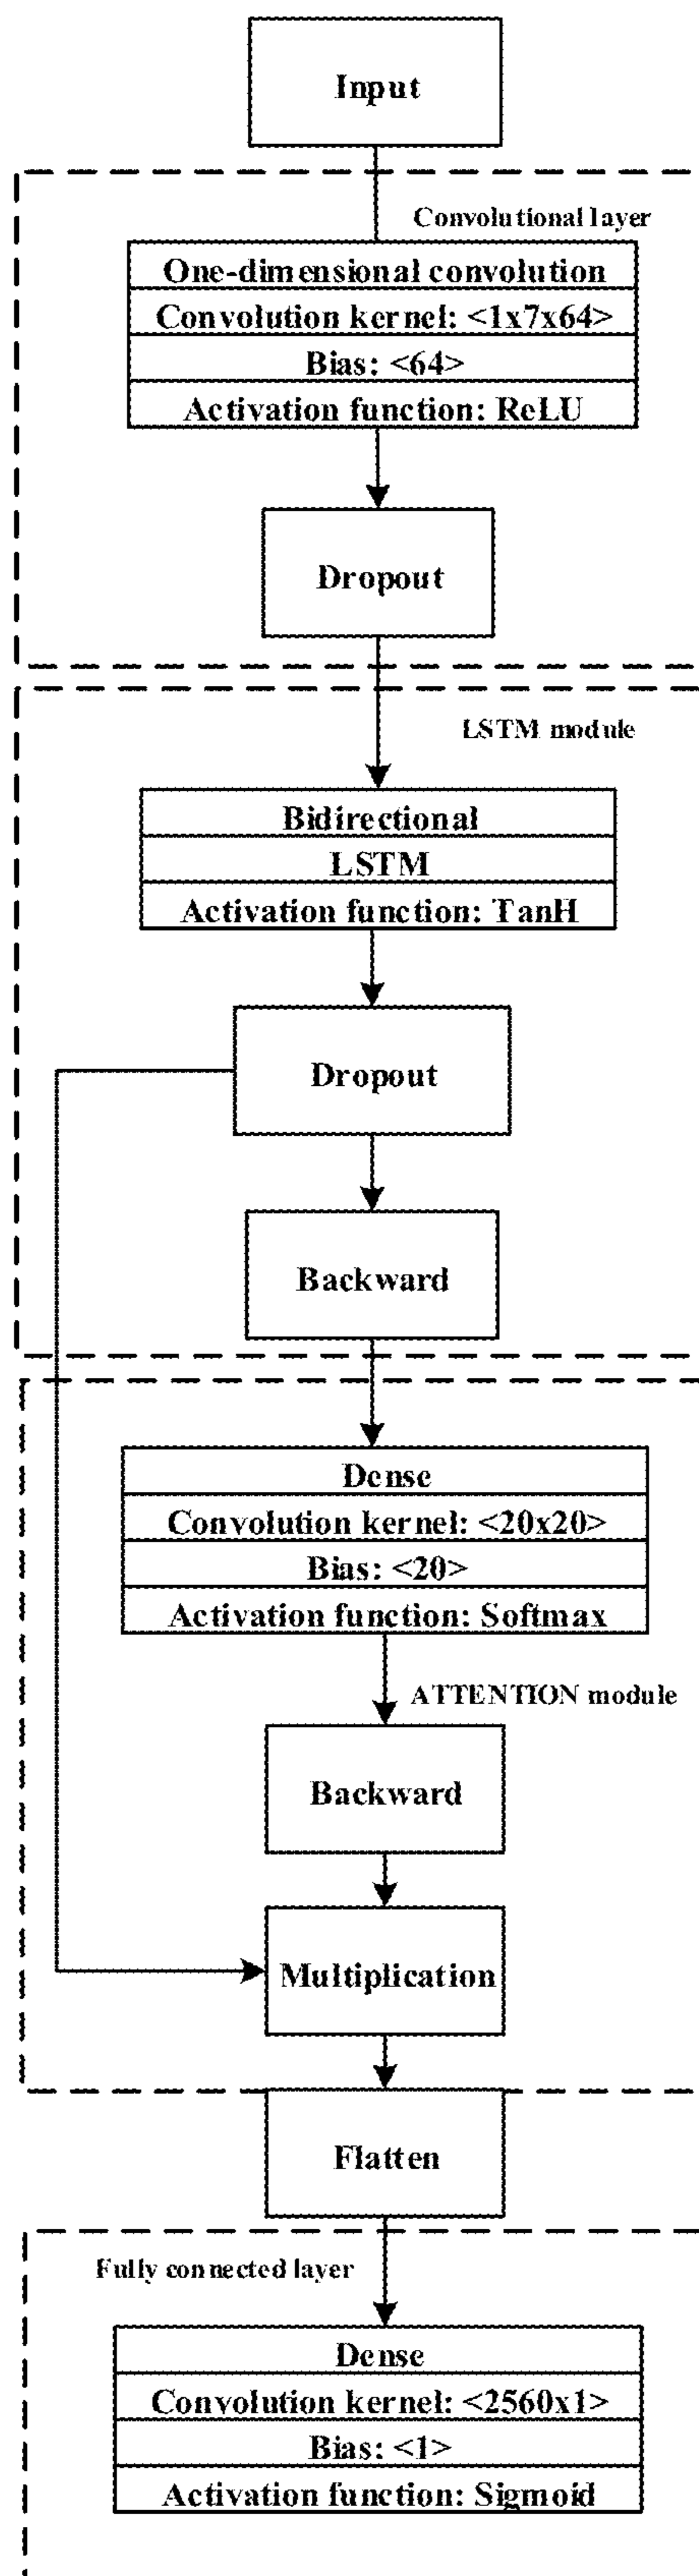 Input
Convolutional layer
One-dimensional convolution
Convolution kernel: <1x7x64>
Bias: <64>
Activation function: ReLU
Dropout
LSTM module
Bidirectional
LSTM
Activation function: TanH
Dropout
Backward
Dense
Convolution kernel: <20x20>
Bias: <20>
Activation function: Softmax
ATTENTION module
Backward
Multiplication
Flatten
Fully connected layer
Dense
Convolution kernel: <2560x1>
Bias: <1>
Activation function: Sigmoid